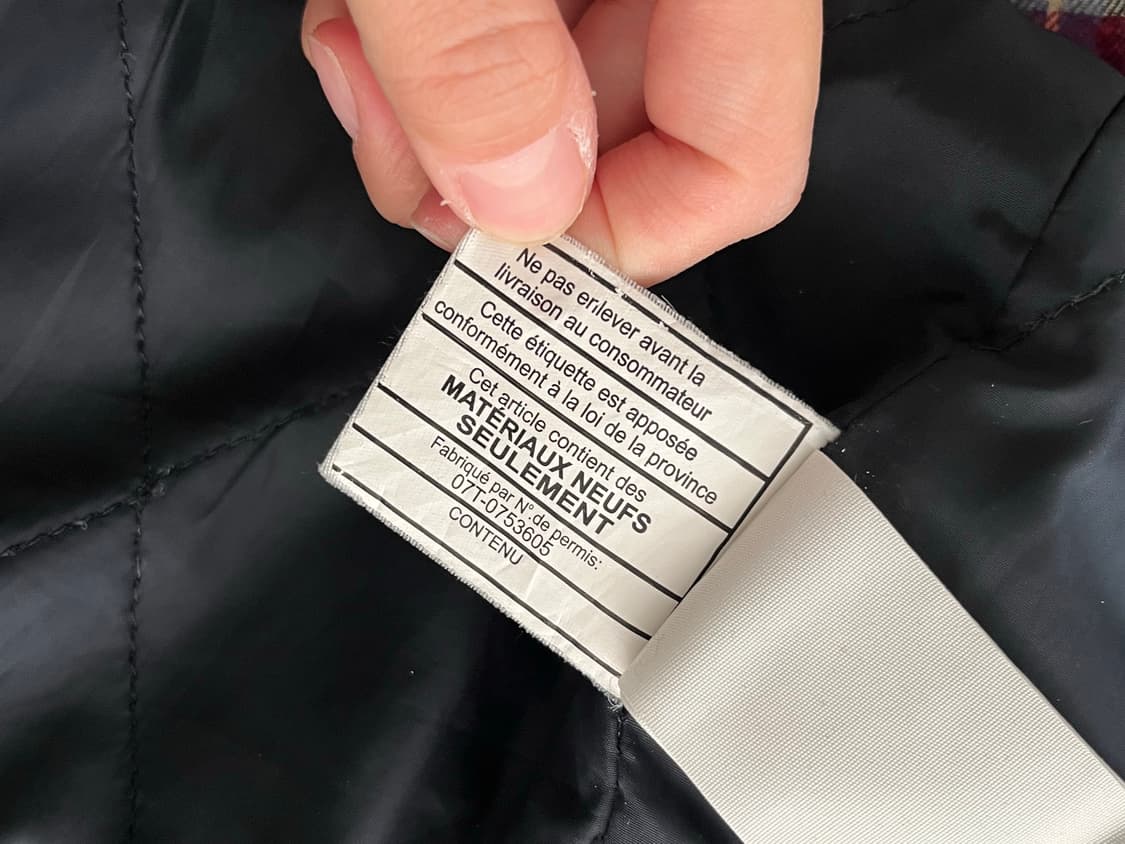 Ne pas enlever avant la
livraison au consommateur
Cette étiquette est apposée
conformément à la loi de la province
Cet article contient des
MATÉRIAUX NEUFS
SEULEMENT
Fabriqué par N°.de permis:
07T-0753605
CONTENU